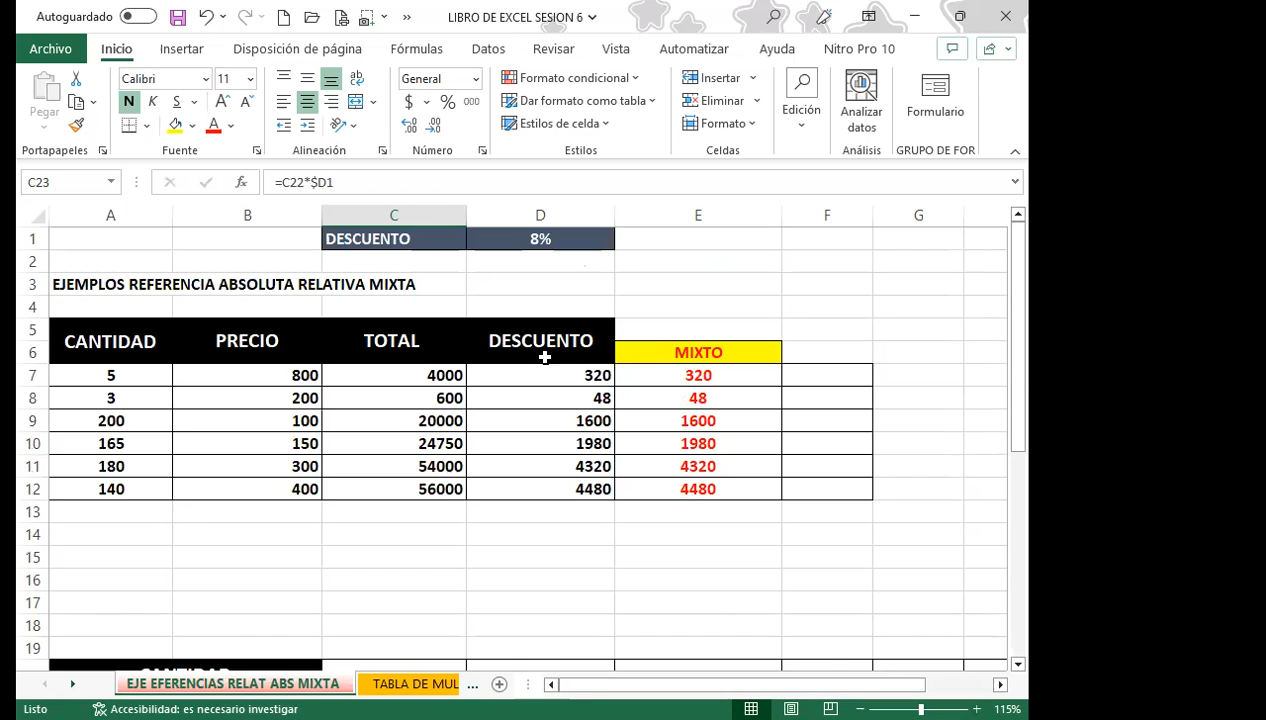 Autoguardado
LIBRO DE EXCEL SESION 6
Archivo Inicio Insertar Disposición de página Fórmulas Datos Revisar Vista Automatizar Ayuda Nitro Pro 10
Pegar
Calibri 11
N K S
General
$ % 000
Formato condicional
Dar formato como tabla
Estilos de celda
Insertar
Eliminar
Formato
Edición
Analizar datos
Formulario
Portapapeles Fuente Alineación Número Estilos Celdas Análisis GRUPO DE FOR
C23 fx =C22*$D1
A B C D E F G
1 DESCUENTO 8%
2
3 EJEMPLOS REFERENCIA ABSOLUTA RELATIVA MIXTA
4
5 CANTIDAD PRECIO TOTAL DESCUENTO
6 MIXTO
7 5 800 4000 320 320
8 3 200 600 48 48
9 200 100 20000 1600 1600
10 165 150 24750 1980 1980
11 180 300 54000 4320 4320
12 140 400 56000 4480 4480
13
14
15
16
17
18
19
CANTIDAD
EJE EFERENCIAS RELAT ABS MIXTA TABLA DE MUL ...
Listo Accesibilidad: es necesario investigar 115%